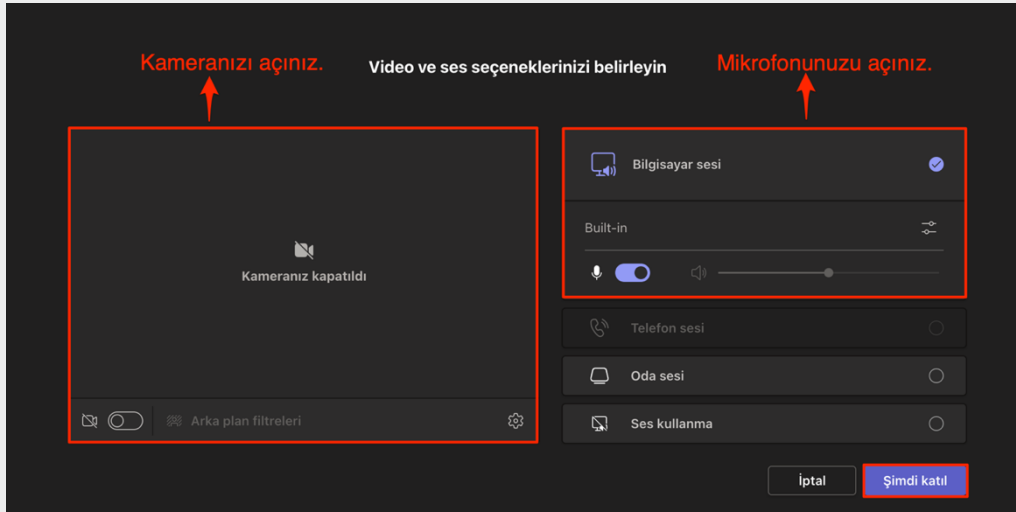 Kameranızı açınız.
Video ve ses seçeneklerinizi belirleyin
Mikrofonunuzu açınız.
Kameranız kapatıldı
Arka plan filtreleri
Bilgisayar sesi
Built-in
Telefon sesi
Oda sesi
Ses kullanma
İptal
Şimdi katıl